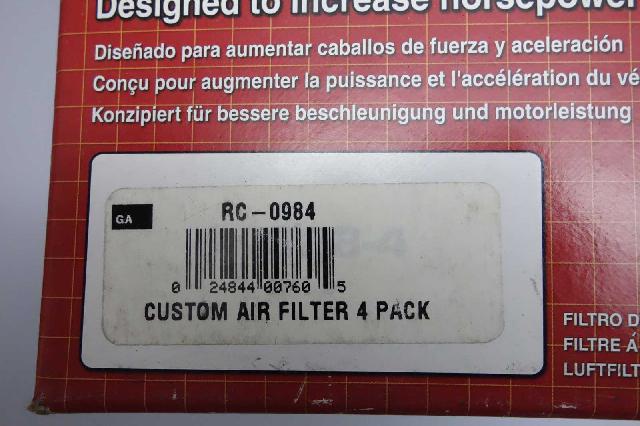 Designed to increase horsepower
Diseñado para aumentar caballos de fuerza y aceleración
Conçu pour augmenter la puissance et l'accélération du vé
Konzipiert für bessere beschleunigung und motorleistung
GA
RC-0984
0 24844 00760 5
CUSTOM AIR FILTER 4 PACK
FILTRO D
FILTRE À
LUFTFILT